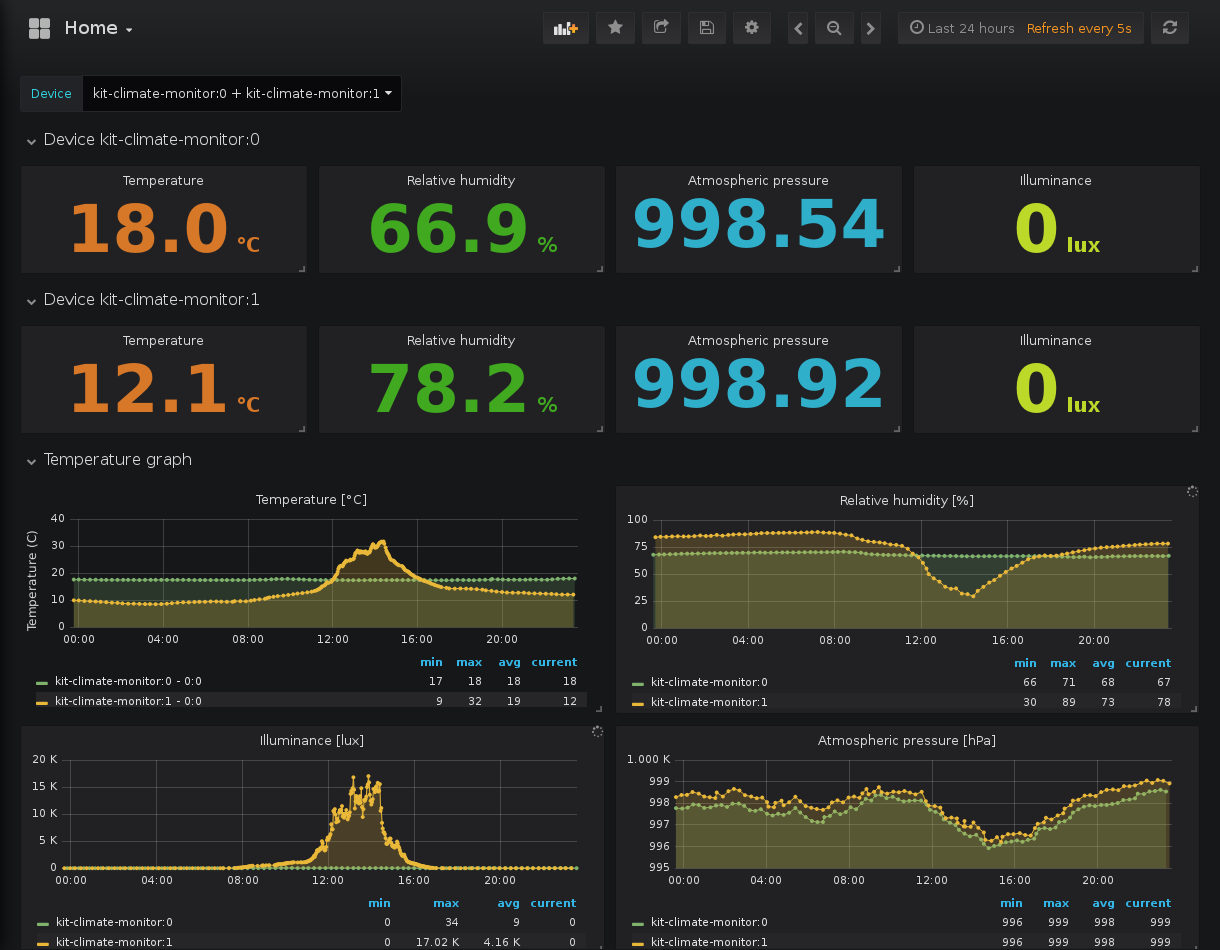 Home
Last 24 hours Refresh every 5s
Device kit-climate-monitor:0 + kit-climate-monitor:1
Device kit-climate-monitor:0
Temperature Relative humidity Atmospheric pressure Illuminance
18.0 °C 66.9 % 998.54 0 lux
Device kit-climate-monitor:1
Temperature Relative humidity Atmospheric pressure Illuminance
12.1 °C 78.2 % 998.92 0 lux
Temperature graph
Temperature [°C]
Temperature (C)
40
30
20
10
0
00:00 04:00 08:00 12:00 16:00 20:00
min max avg current
kit-climate-monitor:0 - 0:0 17 18 18 18
kit-climate-monitor:1 - 0:0 9 32 19 12
Relative humidity [%]
100
75
50
25
0
00:00 04:00 08:00 12:00 16:00 20:00
min max avg current
kit-climate-monitor:0 66 71 68 67
kit-climate-monitor:1 30 89 73 78
Illuminance [lux]
20 K
15 K
10 K
5 K
0
00:00 04:00 08:00 12:00 16:00 20:00
min max avg current
kit-climate-monitor:0 0 34 9 0
kit-climate-monitor:1 0 17.02 K 4.16 K 0
Atmospheric pressure [hPa]
1.000 K
999
998
997
996
995
00:00 04:00 08:00 12:00 16:00 20:00
min max avg current
kit-climate-monitor:0 996 999 998 999
kit-climate-monitor:1 996 999 998 999